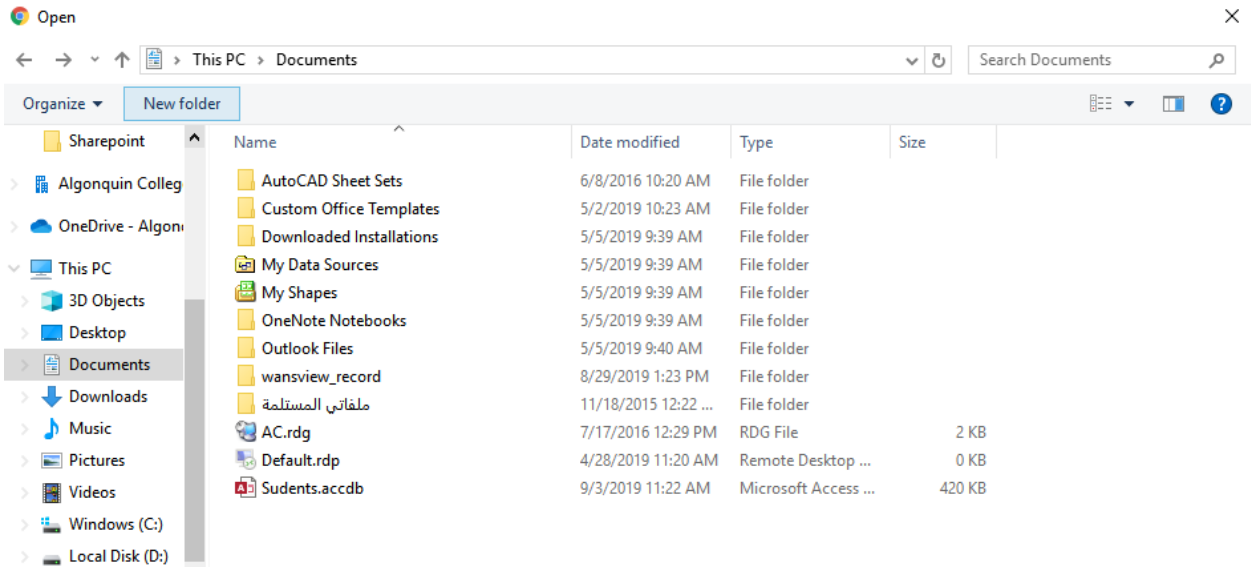 Open
This PC > Documents
Search Documents
Organize
New folder
Name Date modified Type Size
Sharepoint
Algonquin Colleg
OneDrive - Algon
This PC
3D Objects
Desktop
Documents
Downloads
Music
Pictures
Videos
Windows (C:)
Local Disk (D:)
AutoCAD Sheet Sets 6/8/2016 10:20 AM File folder
Custom Office Templates 5/2/2019 10:23 AM File folder
Downloaded Installations 5/5/2019 9:39 AM File folder
My Data Sources 5/5/2019 9:39 AM File folder
My Shapes 5/5/2019 9:39 AM File folder
OneNote Notebooks 5/5/2019 9:39 AM File folder
Outlook Files 5/5/2019 9:40 AM File folder
wansview_record 8/29/2019 1:23 PM File folder
ملفاتي المستلمة 11/18/2015 12:22 ... File folder
AC.rdg 7/17/2016 12:29 PM RDG File 2 KB
Default.rdp 4/28/2019 11:20 AM Remote Desktop ... 0 KB
Sudents.accdb 9/3/2019 11:22 AM Microsoft Access ... 420 KB